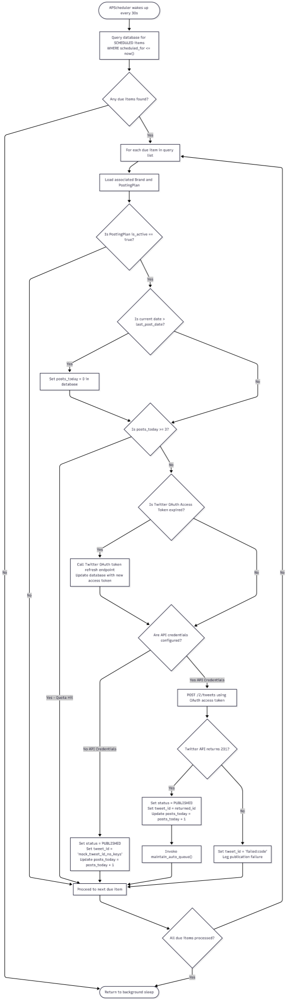 APScheduler wakes up
every 30s
Query database for
SCHEDULED items
WHERE scheduled_for <=
now()
Any due items found?
Yes
For each due item in query
list
Load associated Brand and
PostingPlan
Is PostingPlan is_active ==
true?
Yes
Is current date >
last_post_date?
Yes
Set posts_today = 0 in
database
No
Is posts_today >= 3?
No
Is Twitter OAuth Access
Token expired?
Yes
Call Twitter OAuth token
refresh endpoint
Update database with new
access token
No
No
No
No
Are API credentials
configured?
Yes API Credentials
POST /2/tweets using
OAuth access token
Yes - Quota Hit
No API Credentials
Twitter API returns 201?
Yes
Set status = PUBLISHED
Set tweet_id = returned_id
Update posts_today =
posts_today + 1
No
Set status = PUBLISHED
Set tweet_id =
'mock_tweet_id_no_keys'
Update posts_today =
posts_today + 1
Invoke
maintain_auto_queue()
Set tweet_id = 'failed:code'
Log publication failure
Proceed to next due item
All due items processed?
Yes
Return to background sleep